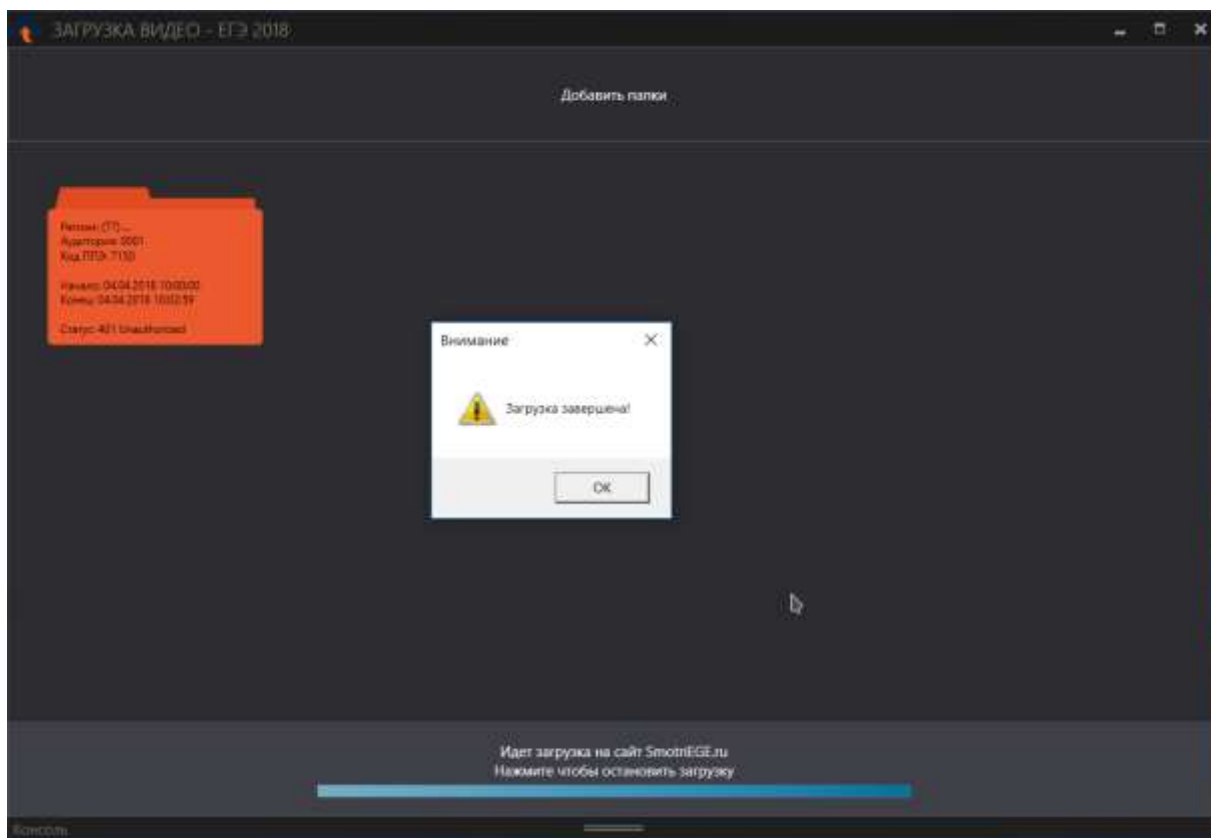 ЗАГРУЗКА ВИДЕО - ЕГЭ 2018
Добавить папки
Регион: (77) ...
Аудитория: 0001
Код ППЭ: 7150
Начало: 04.04.2018 10:00:00
Конец: 04.04.2018 10:02:59
Статус: 401 Unauthorized
Внимание
Загрузка завершена!
OK
Идет загрузка на сайт SmotriEGE.ru
Нажмите чтобы остановить загрузку
Консоль